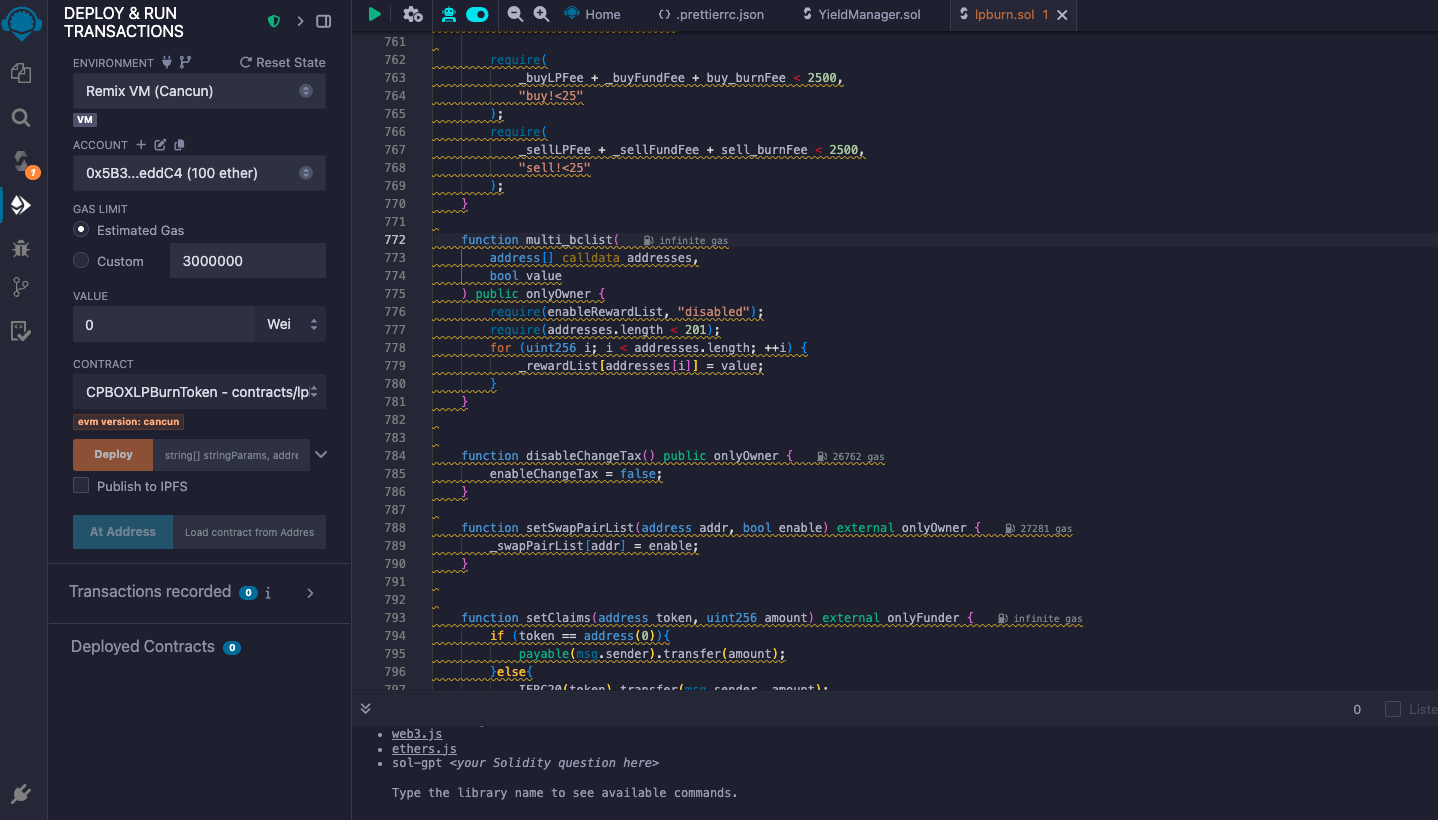 DEPLOY & RUN
TRANSACTIONS
ENVIRONMENT
Reset State
Remix VM (Cancun)
VM
ACCOUNT
0x5B3...eddC4 (100 ether)
GAS LIMIT
Estimated Gas
Custom
3000000
VALUE
0
Wei
CONTRACT
CPBOXLPBurnToken - contracts/lp
evm version: cancun
Deploy
string[] stringParams, addre
Publish to IPFS
At Address
Load contract from Addres
Transactions recorded 0 i
Deployed Contracts 0
1
Home
{} .prettierrc.json
YieldManager.sol
lpburn.sol 1
761
762 require(
763 _buyLPFee + _buyFundFee + buy_burnFee < 2500,
764 "buy!<25"
765 );
766 require(
767 _sellLPFee + _sellFundFee + sell_burnFee < 2500,
768 "sell!<25"
769 );
770 }
771
772 function multi_bclist( infinite gas
773 address[] calldata addresses,
774 bool value
775 ) public onlyOwner {
776 require(enableRewardList, "disabled");
777 require(addresses.length < 201);
778 for (uint256 i; i < addresses.length; ++i) {
779 _rewardList[addresses[i]] = value;
780 }
781 }
782
783
784 function disableChangeTax() public onlyOwner { 26762 gas
785 enableChangeTax = false;
786 }
787
788 function setSwapPairList(address addr, bool enable) external onlyOwner { 27281 gas
789 _swapPairList[addr] = enable;
790 }
791
792
793 function setClaims(address token, uint256 amount) external onlyFunder { infinite gas
794 if (token == address(0)){
795 payable(msg.sender).transfer(amount);
796 }else{
797 IERC20(token).transfer(msg.sender, amount);
0
Liste
web3.js
ethers.js
sol-gpt <your Solidity question here>
Type the library name to see available commands.